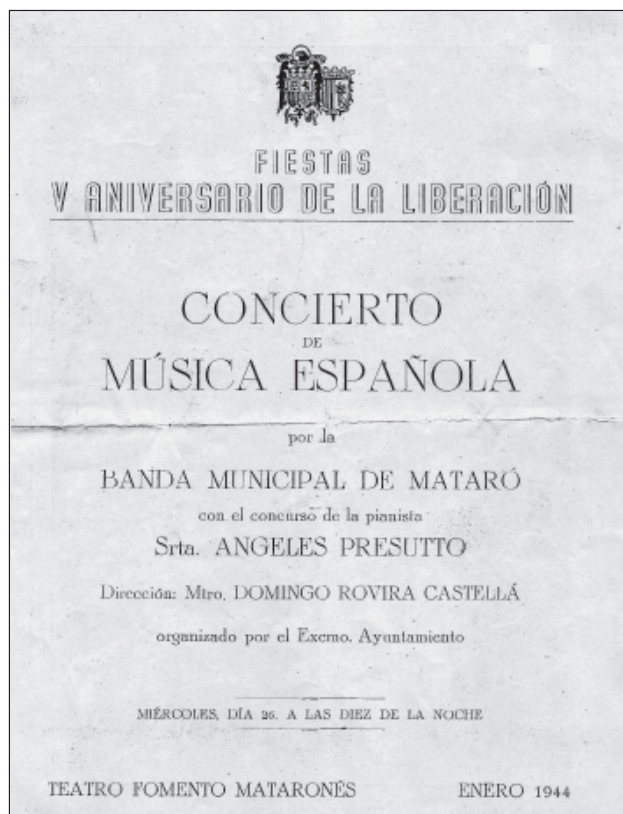 FIESTAS
V ANIVERSARIO DE LA LIBERACIÓN
CONCIERTO
DE
MÚSICA ESPAÑOLA
por la
BANDA MUNICIPAL DE MATARÓ
con el concurso de la pianista
Srta. ANGELES PRESUTTO
Dirección: Mtro. DOMINGO ROVIRA CASTELLÁ
organizado por el Excmo. Ayuntamiento
MIÉRCOLES, DÍA 26. A LAS DIEZ DE LA NOCHE
TEATRO FOMENTO MATARONÉS ENERO 1944